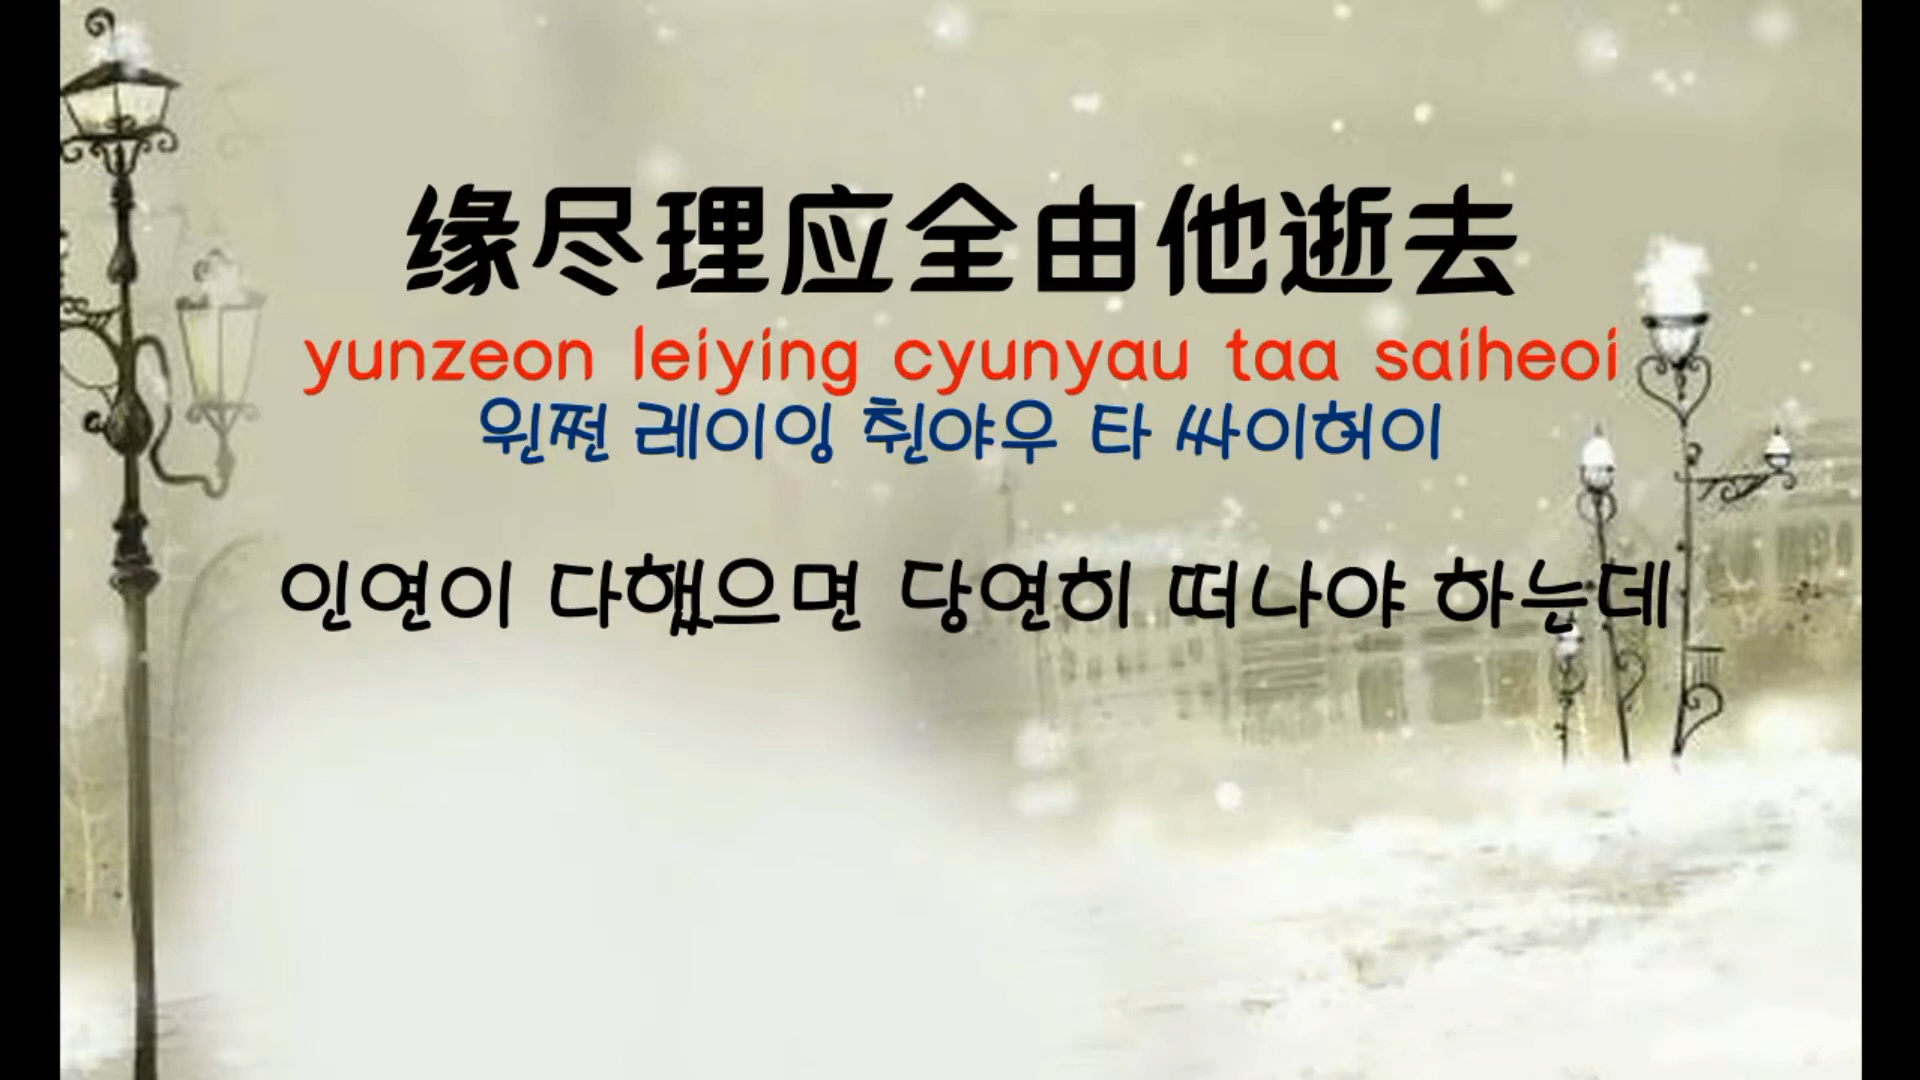 缘尽理应全由他逝去
yunzeon leiying cyunyau taa saiheoi
윈쩐 레이잉 췬야우 타 싸이허이
인연이 다했으면 당연히 떠나야 하는데